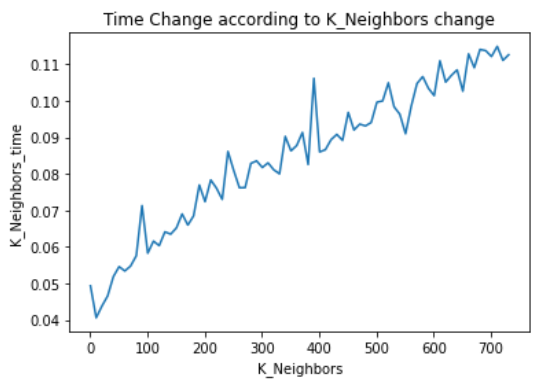 Time Change according to K_Neighbors change
K_Neighbors_time
0.11
0.10
0.09
0.08
0.07
0.06
0.05
0.04
0 100 200 300 400 500 600 700
K_Neighbors